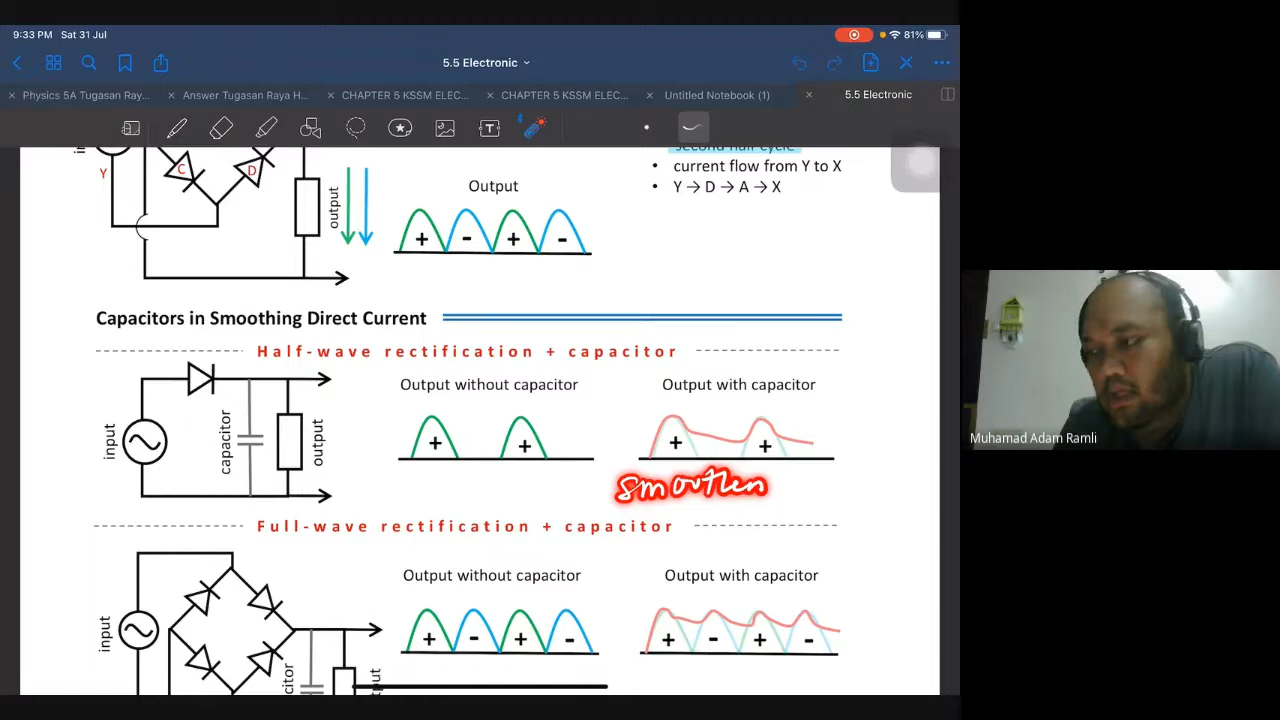 9:33 PM Sat 31 Jul
81%
5.5 Electronic
Physics 5A Tugasan Ray...
Answer Tugasan Raya H...
CHAPTER 5 KSSM ELEC...
CHAPTER 5 KSSM ELEC...
Untitled Notebook (1)
5.5 Electronic
second half cycle
• current flow from Y to X
• Y → D → A → X
Y
C
D
output
Output
+ - + -
Capacitors in Smoothing Direct Current
Half-wave rectification + capacitor
input
capacitor
output
Output without capacitor
+ +
Output with capacitor
+ +
Muhamad Adam Ramli
Full-wave rectification + capacitor
input
Output without capacitor
+ - + -
Output with capacitor
+ - + -